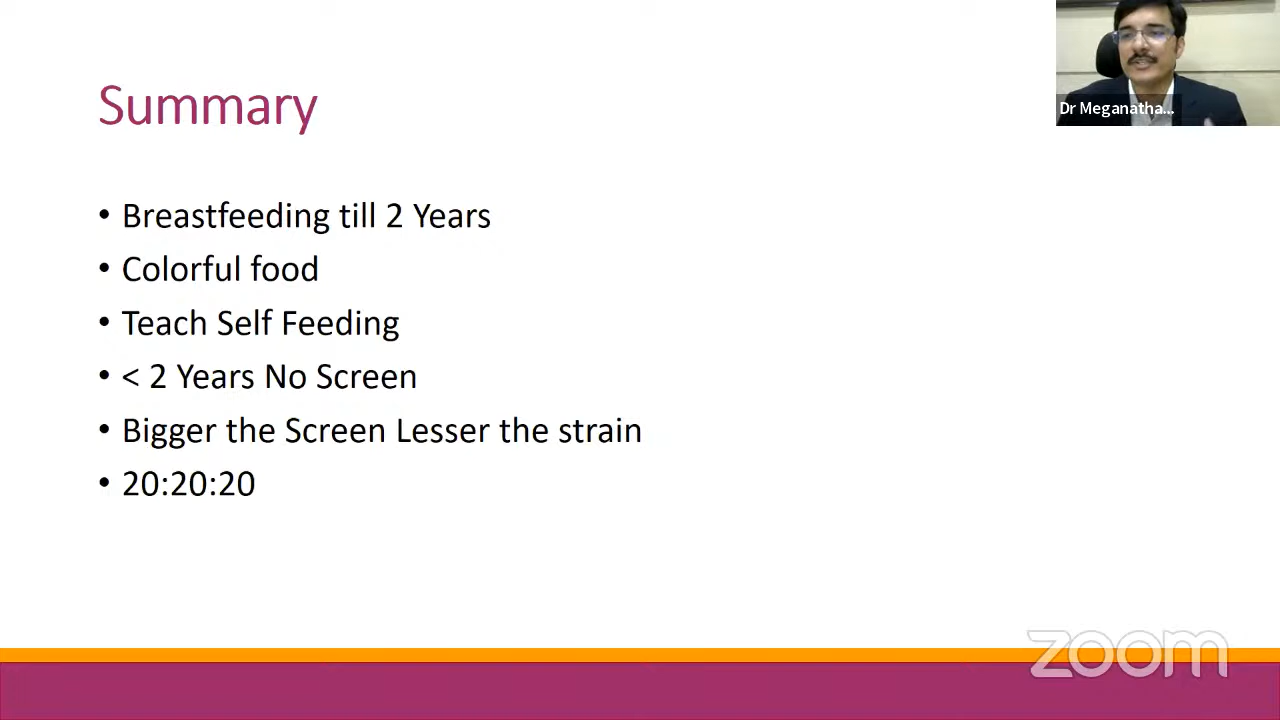 Summary
Dr Meganatha...
• Breastfeeding till 2 Years
• Colorful food
• Teach Self Feeding
• < 2 Years No Screen
• Bigger the Screen Lesser the strain
• 20:20:20
zoom